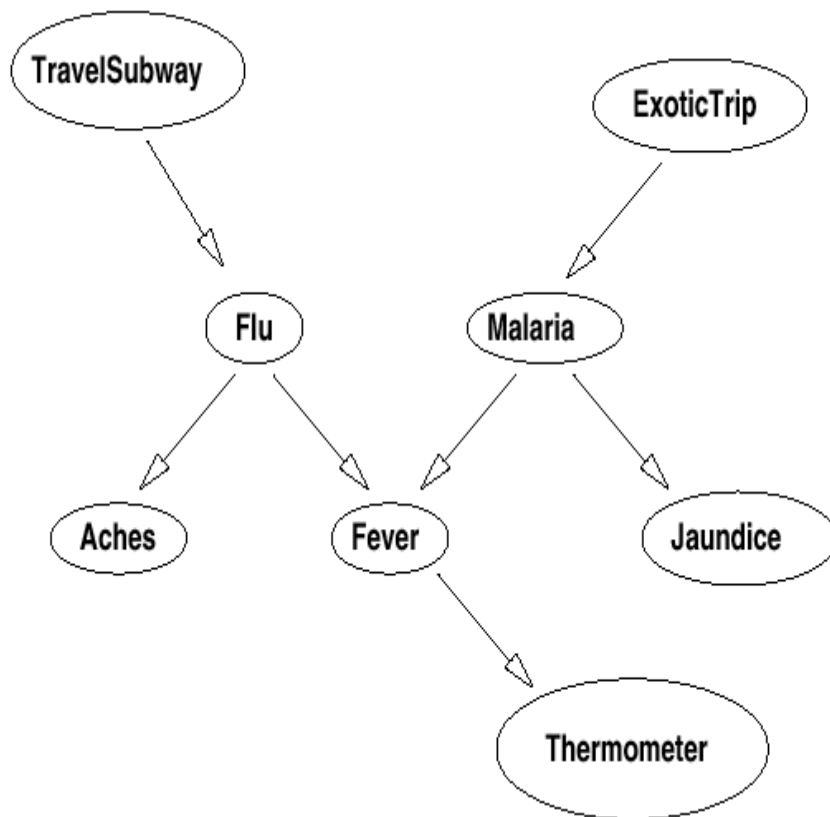 TravelSubway
ExoticTrip
Flu
Malaria
Aches
Fever
Jaundice
Thermometer